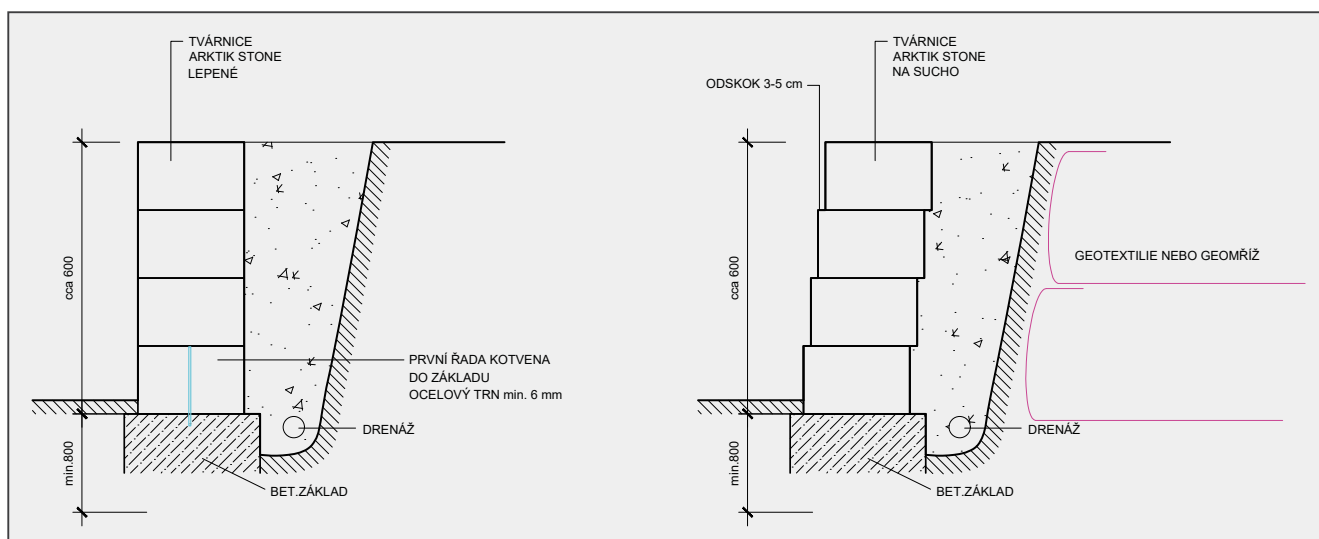 TVÁRNICE
ARKTIK STONE
LEPENÉ
cca 600
PRVNÍ ŘADA KOTVENA
DO ZÁKLADU
OCELOVÝ TRN min. 6 mm
DRENÁŽ
min.800
BET.ZÁKLAD
TVÁRNICE
ARKTIK STONE
NA SUCHO
ODSKOK 3-5 cm
cca 600
GEOTEXTILIE NEBO GEOMŘÍŽ
DRENÁŽ
min.800
BET.ZÁKLAD